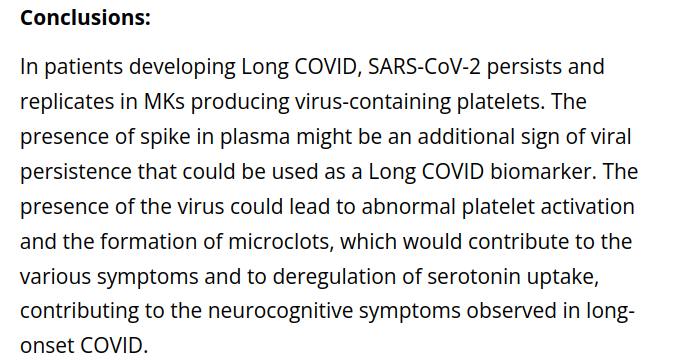 Conclusions:
In patients developing Long COVID, SARS-CoV-2 persists and
replicates in MKs producing virus-containing platelets. The
presence of spike in plasma might be an additional sign of viral
persistence that could be used as a Long COVID biomarker. The
presence of the virus could lead to abnormal platelet activation
and the formation of microclots, which would contribute to the
various symptoms and to deregulation of serotonin uptake,
contributing to the neurocognitive symptoms observed in long-
onset COVID.